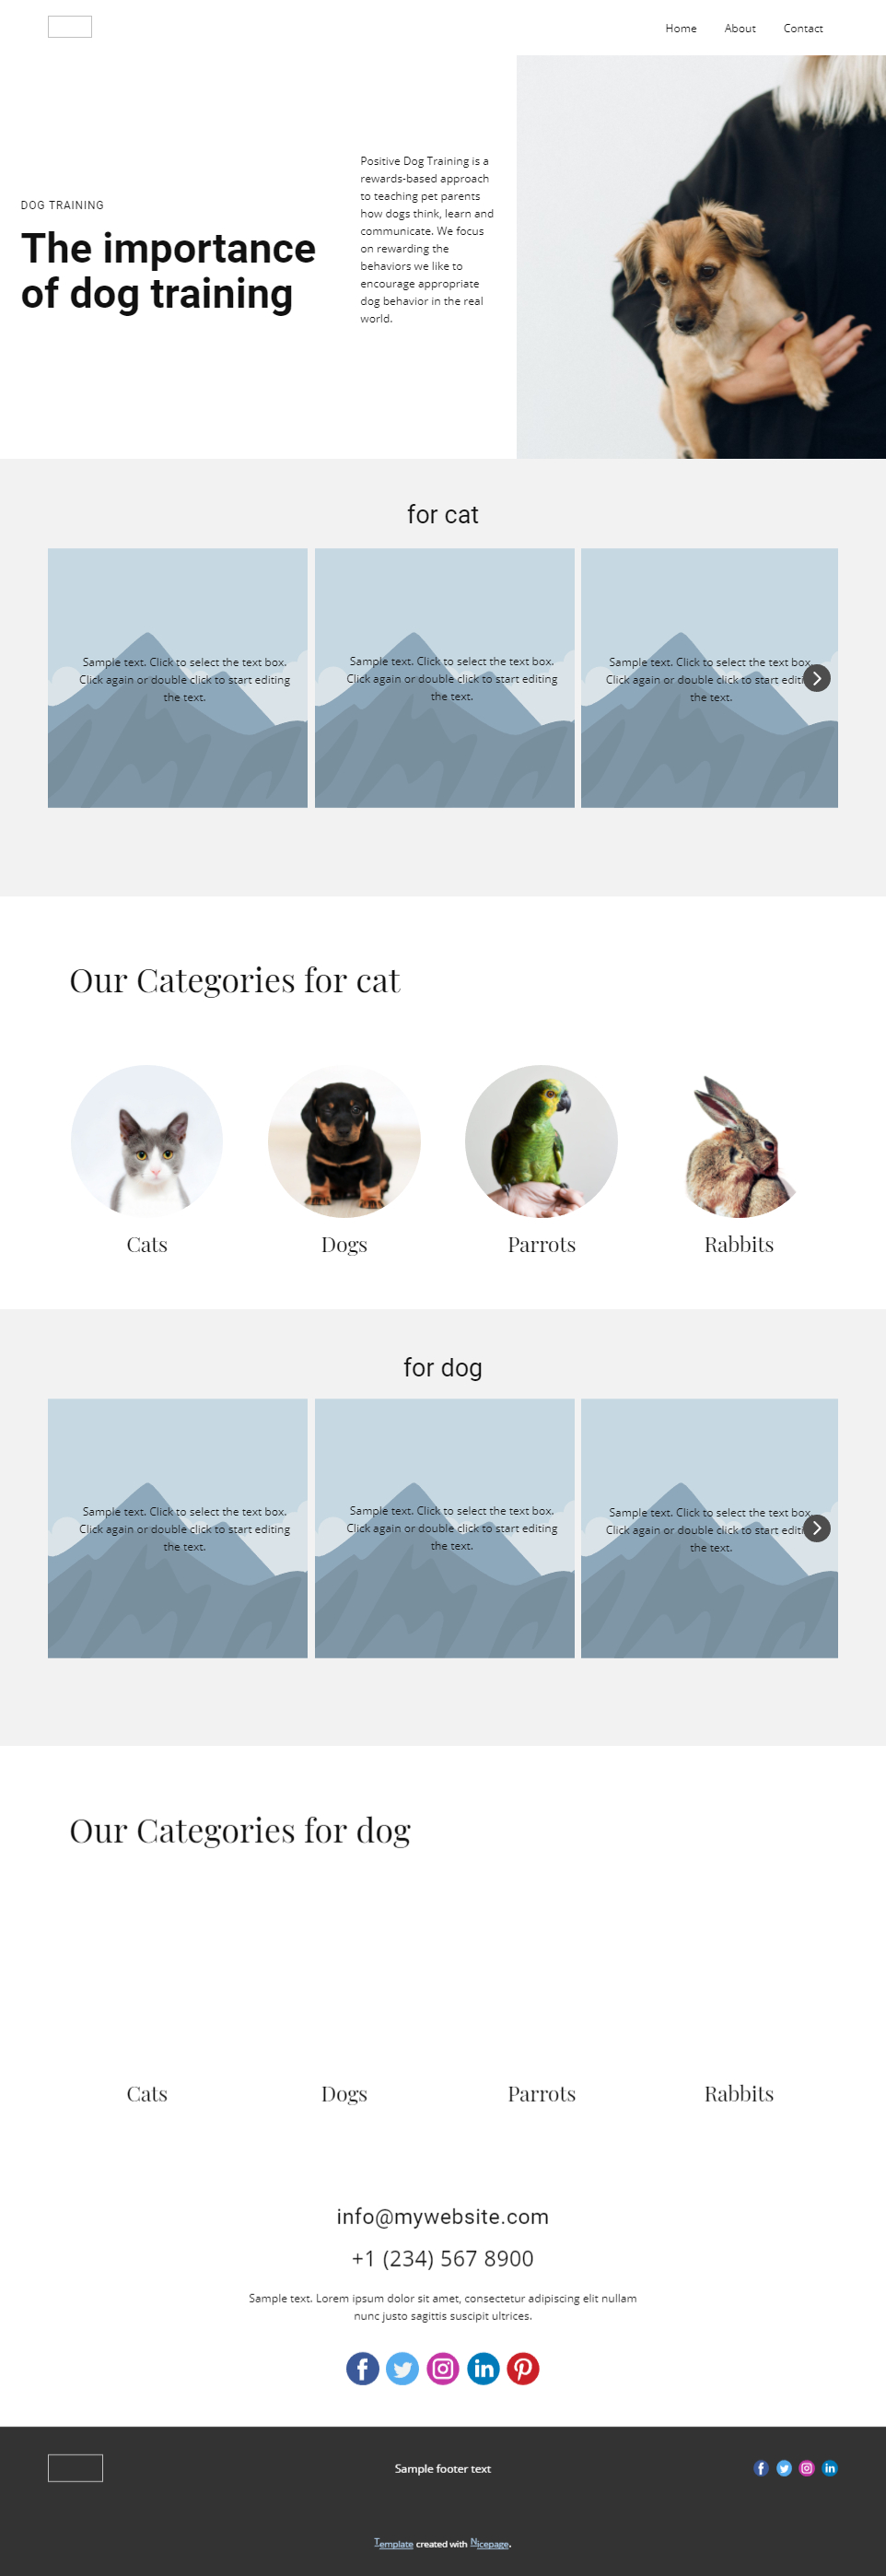 Home About Contact
DOG TRAINING
The importance
of dog training
Positive Dog Training is a
rewards-based approach
to teaching pet parents
how dogs think, learn and
communicate. We focus
on rewarding the
behaviors we like to
encourage appropriate
dog behavior in the real
world.
for cat
Sample text. Click to select the text box.
Click again or double click to start editing
the text.
Sample text. Click to select the text box.
Click again or double click to start editing
the text.
Sample text. Click to select the text box.
Click again or double click to start
the text.
Our Categories for cat
Cats Dogs Parrots Rabbits
for dog
Sample text. Click to select the text box.
Click again or double click to start editing
the text.
Sample text. Click to select the text box.
Click again or double click to start editing
the text.
Sample text. Click to select the text box.
Click again or double click to start
the text.
Our Categories for dog
Cats Dogs Parrots Rabbits
info@mywebsite.com
+1 (234) 567 8900
Sample text. Lorem ipsum dolor sit amet, consectetur adipiscing elit nullam
nunc justo sagittis suscipit ultrices.
Sample footer text
Template created with Nicepage.